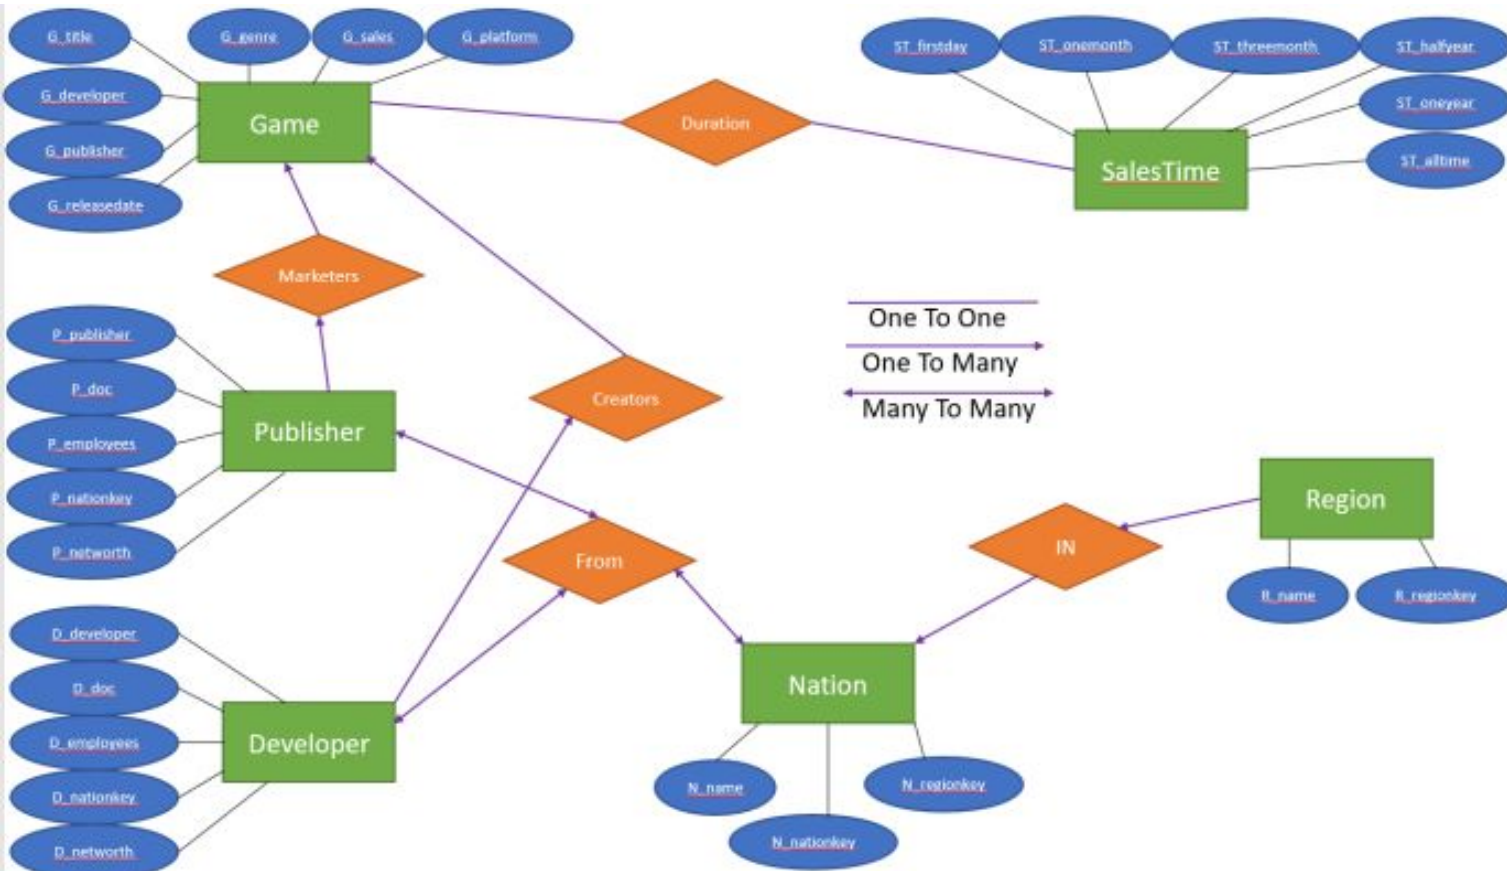 G_title
G_genre
G_sales
G_platform
ST_firstday
ST_onemonth
ST_threemonth
ST_halfyear
G_developer
ST_oneyear
Game
Duration
G_publisher
ST_alltime
SalesTime
G_releasedate
Marketers
P_publisher
One To One
One To Many
P_doc
Creators
Many To Many
Publisher
P_employees
P_nationkey
Region
P_networth
From
IN
R_name
R_regionkey
D_developer
D_doc
Nation
D_employees
Developer
N_name
N_regionkey
D_nationkey
N_nationkey
D_networth